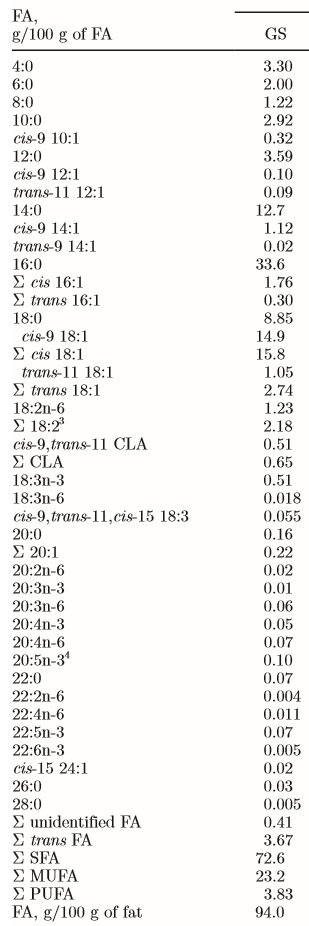 FA,
g/100 g of FA GS
4:0 3.30
6:0 2.00
8:0 1.22
10:0 2.92
cis-9 10:1 0.32
12:0 3.59
cis-9 12:1 0.10
trans-11 12:1 0.09
14:0 12.7
cis-9 14:1 1.12
trans-9 14:1 0.02
16:0 33.6
Σ cis 16:1 1.76
Σ trans 16:1 0.30
18:0 8.85
cis-9 18:1 14.9
Σ cis 18:1 15.8
trans-11 18:1 1.05
Σ trans 18:1 2.74
18:2n-6 1.23
Σ 18:2³ 2.18
cis-9,trans-11 CLA 0.51
Σ CLA 0.65
18:3n-3 0.51
18:3n-6 0.018
cis-9,trans-11,cis-15 18:3 0.055
20:0 0.16
Σ 20:1 0.22
20:2n-6 0.02
20:3n-3 0.01
20:3n-6 0.06
20:4n-3 0.05
20:4n-6 0.07
20:5n-3⁴ 0.10
22:0 0.07
22:2n-6 0.004
22:4n-6 0.011
22:5n-3 0.07
22:6n-3 0.005
cis-15 24:1 0.02
26:0 0.03
28:0 0.005
Σ unidentified FA 0.41
Σ trans FA 3.67
Σ SFA 72.6
Σ MUFA 23.2
Σ PUFA 3.83
FA, g/100 g of fat 94.0